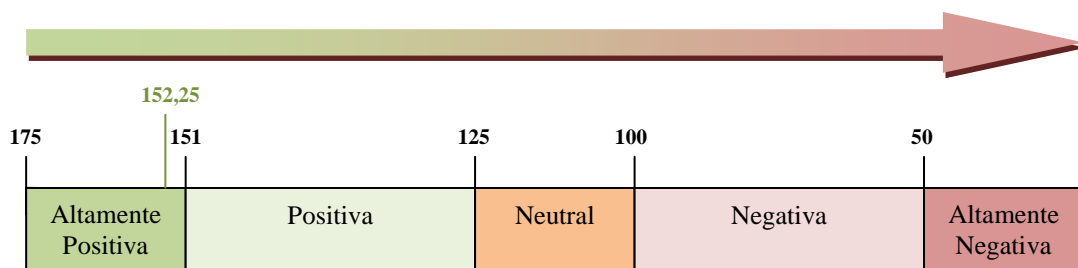 152,25
175 151 125 100 50
Altamente Positiva Neutral Negativa Altamente
Positiva Negativa